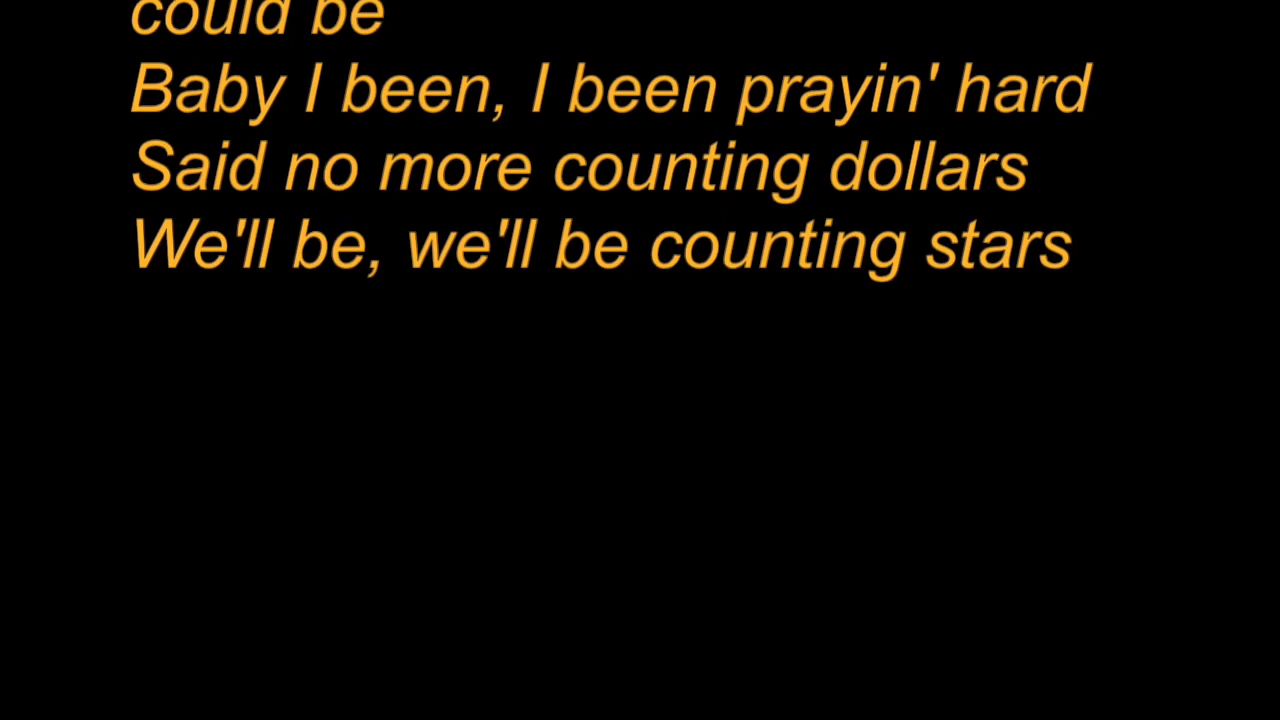 could be
Baby I been, I been prayin' hard
Said no more counting dollars
We'll be, we'll be counting stars